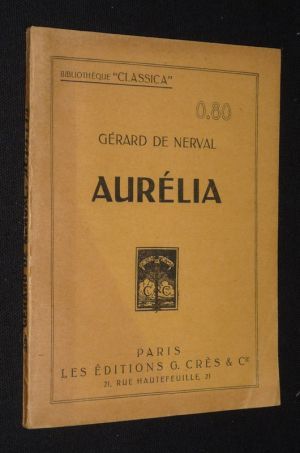 BIBLIOTHÈQUE "CLASSICA"
0.80
GÉRARD DE NERVAL
AURÉLIA
C C
PARIS
LES ÉDITIONS G. CRÈS & Cie
21, RUE HAUTEFEUILLE, 21